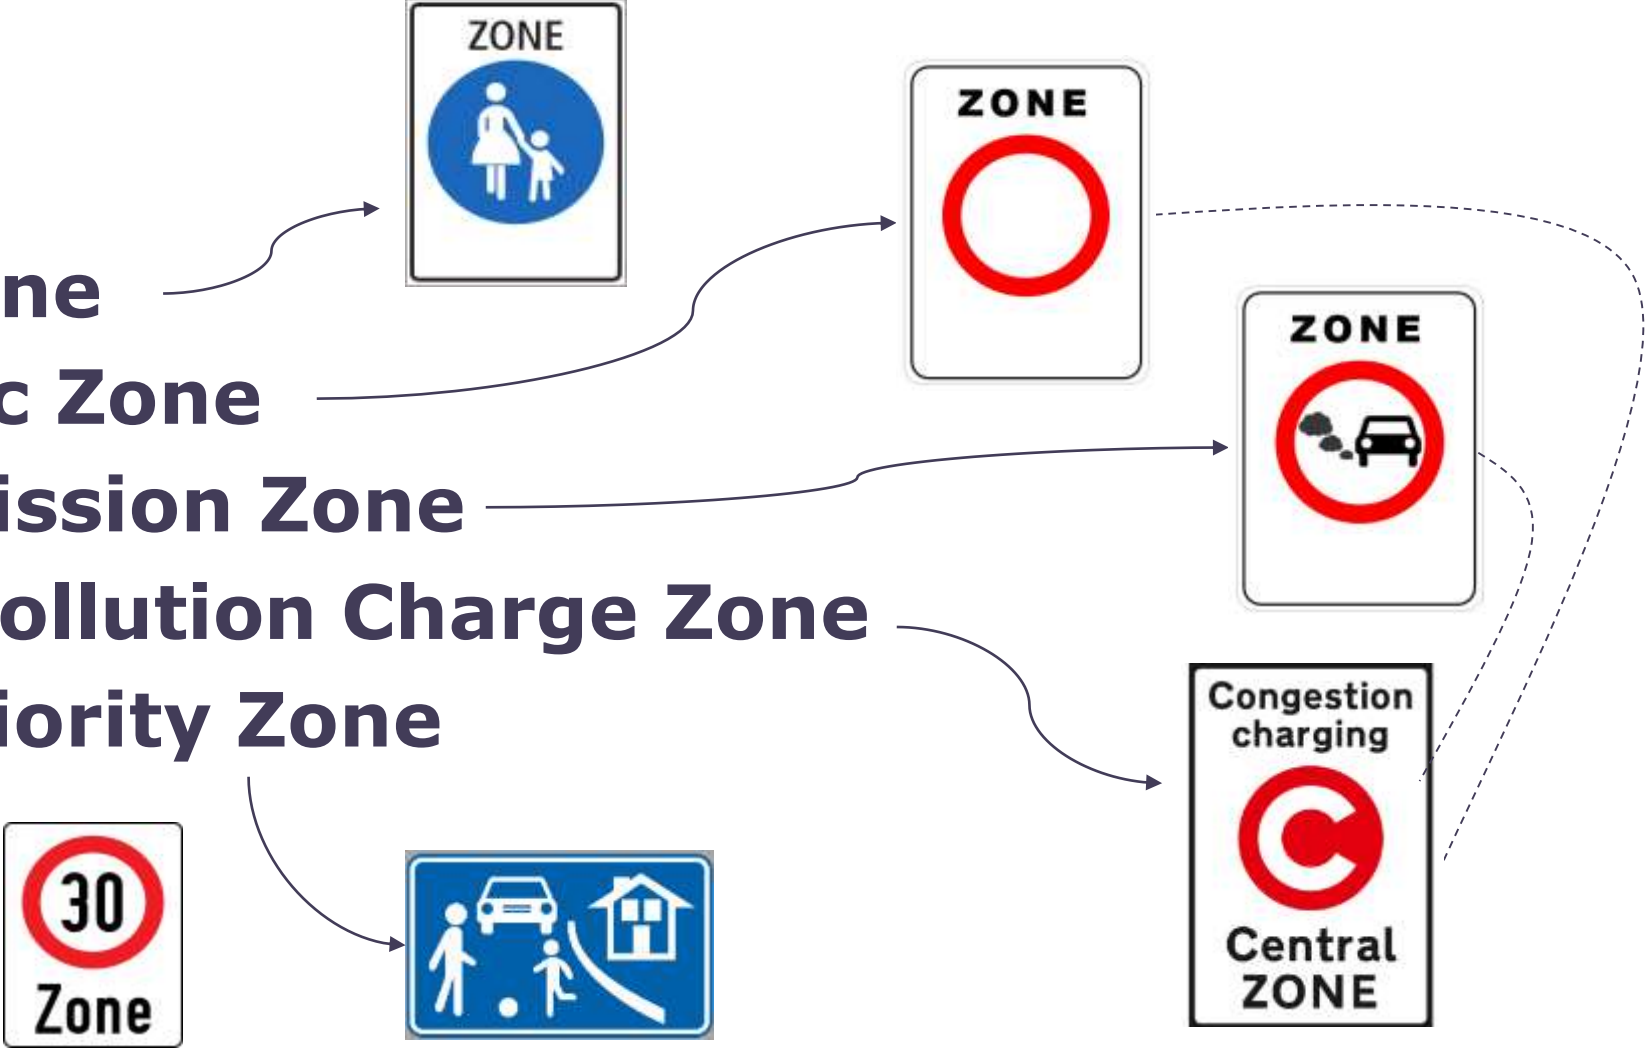 ZONE
ZONE
ne
c Zone
ZONE
ission Zone
ollution Charge Zone
iority Zone
Congestion
charging
Central
ZONE
30
Zone